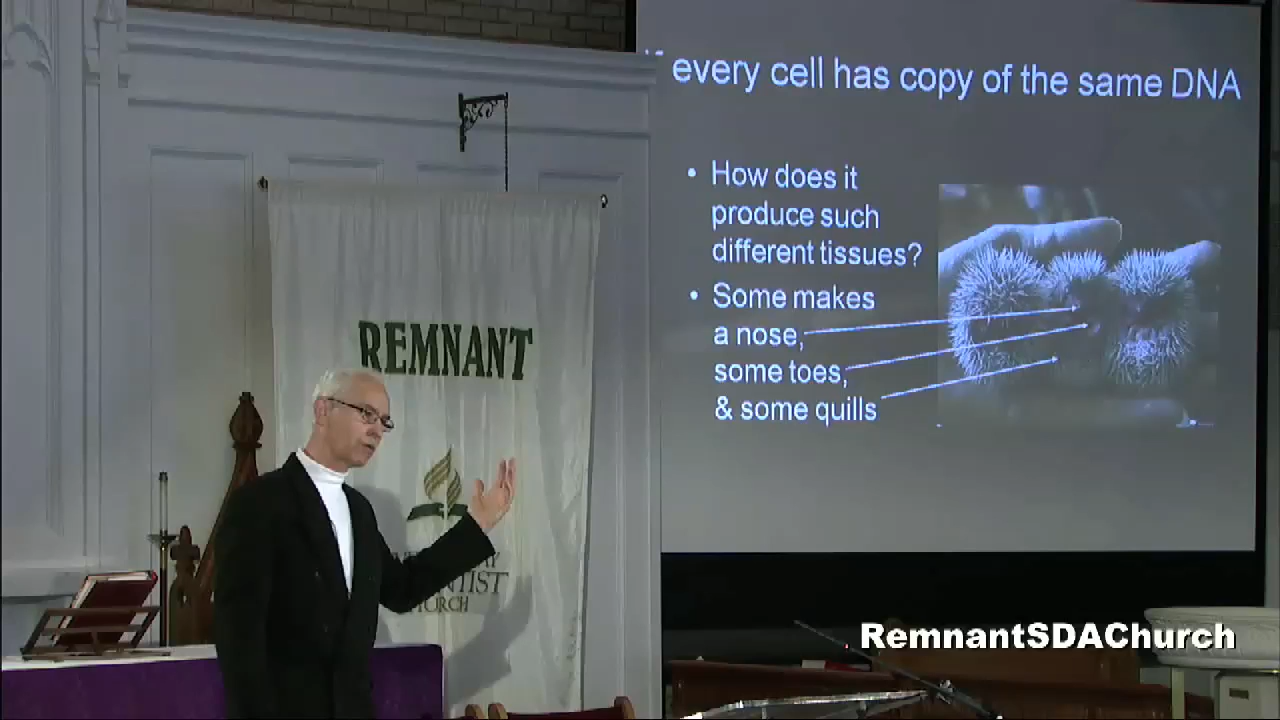 every cell has copy of the same DNA
• How does it
produce such
different tissues?
• Some makes
a nose,
some toes,
& some quills
REMNANT
CHURCH
RemnantSDAChurch